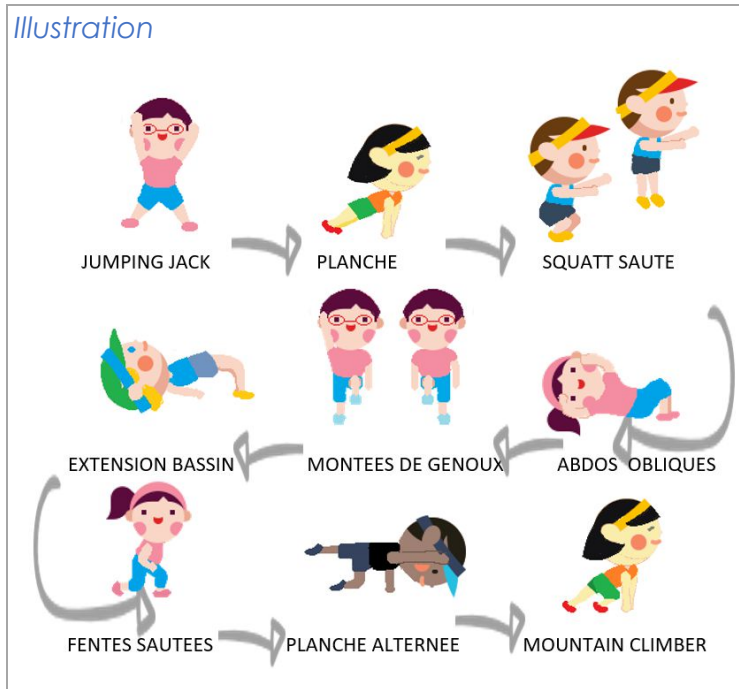 Illustration
JUMPING JACK PLANCHE SQUATT SAUTE
EXTENSION BASSIN MONTEES DE GENOUX ABDOS OBLIQUES
FENTES SAUTEES PLANCHE ALTERNEE MOUNTAIN CLIMBER